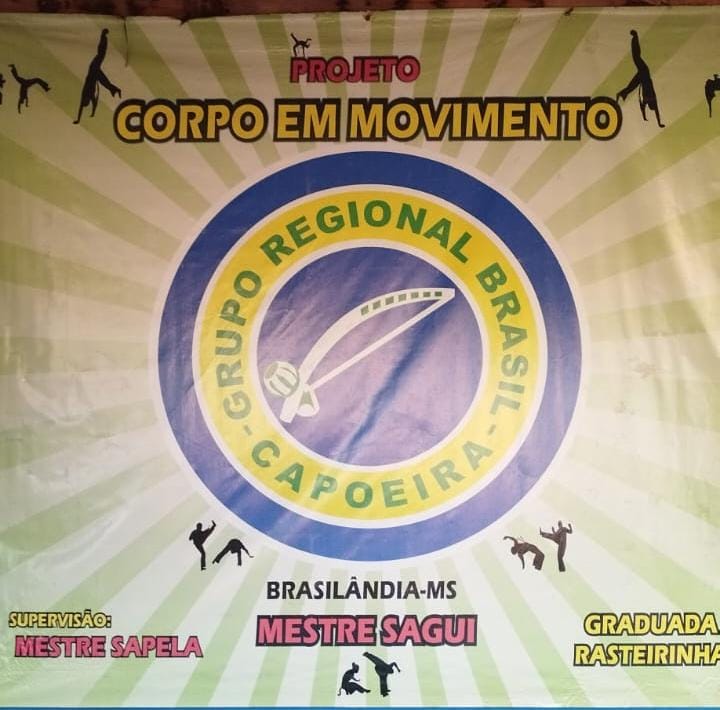 PROJETO
CORPO EM MOVIMENTO
GRUPO REGIONAL BRASIL
- CAPOEIRA -
BRASILÂNDIA-MS
SUPERVISÃO:
MESTRE SAPELA
MESTRE SAGUI
GRADUADA
RASTEIRINHA